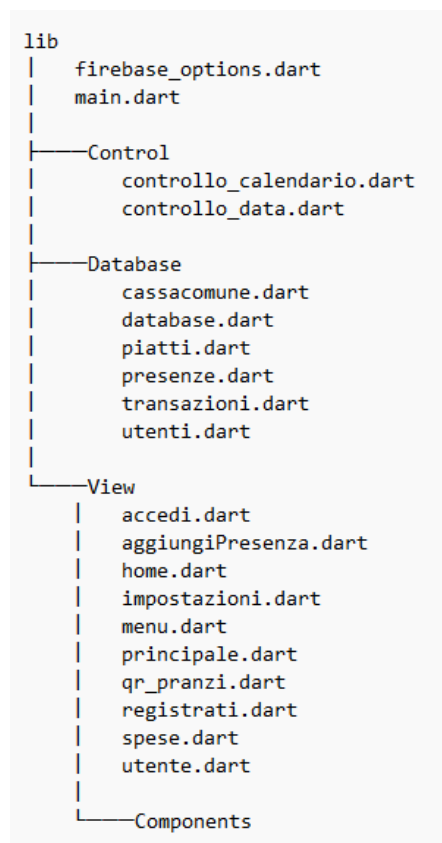 lib
firebase_options.dart
main.dart
Control
controllo_calendario.dart
controllo_data.dart
Database
cassacomune.dart
database.dart
piatti.dart
presenze.dart
transazioni.dart
utenti.dart
View
accedi.dart
aggiungiPresenza.dart
home.dart
impostazioni.dart
menu.dart
principale.dart
qr_pranzi.dart
registrati.dart
spese.dart
utente.dart
Components